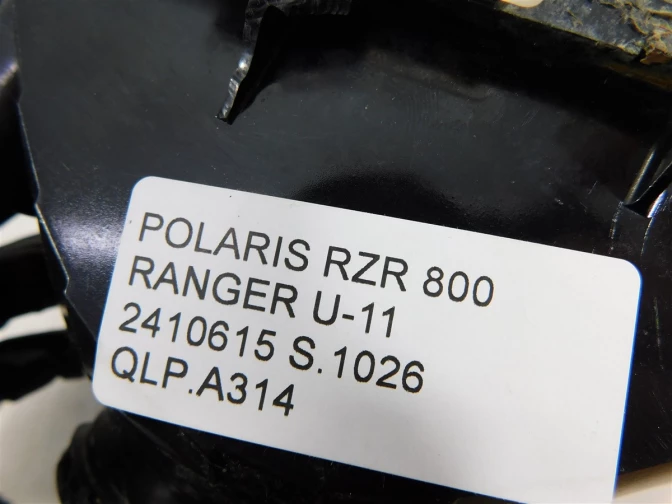 POLARIS RZR 800
RANGER U-11
2410615 S.1026
QLP.A314